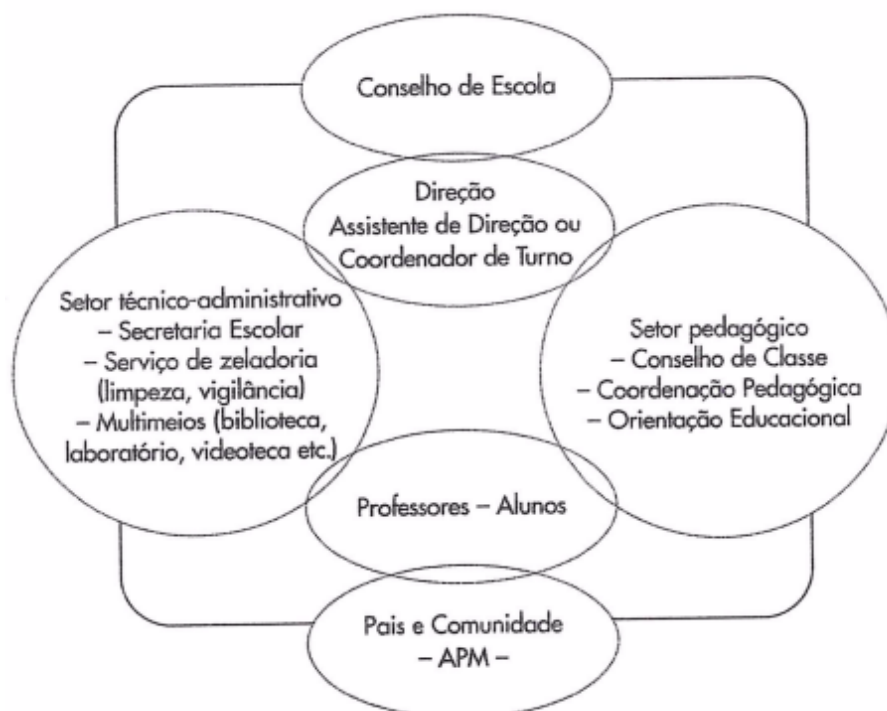 Conselho de Escola
Direção
Assistente de Direção ou
Coordenador de Turno
Setor técnico-administrativo
– Secretaria Escolar
– Serviço de zeladoria
(limpeza, vigilância)
– Multimeios (biblioteca,
laboratório, videoteca etc.)
Setor pedagógico
– Conselho de Classe
– Coordenação Pedagógica
– Orientação Educacional
Professores – Alunos
Pais e Comunidade
– APM –